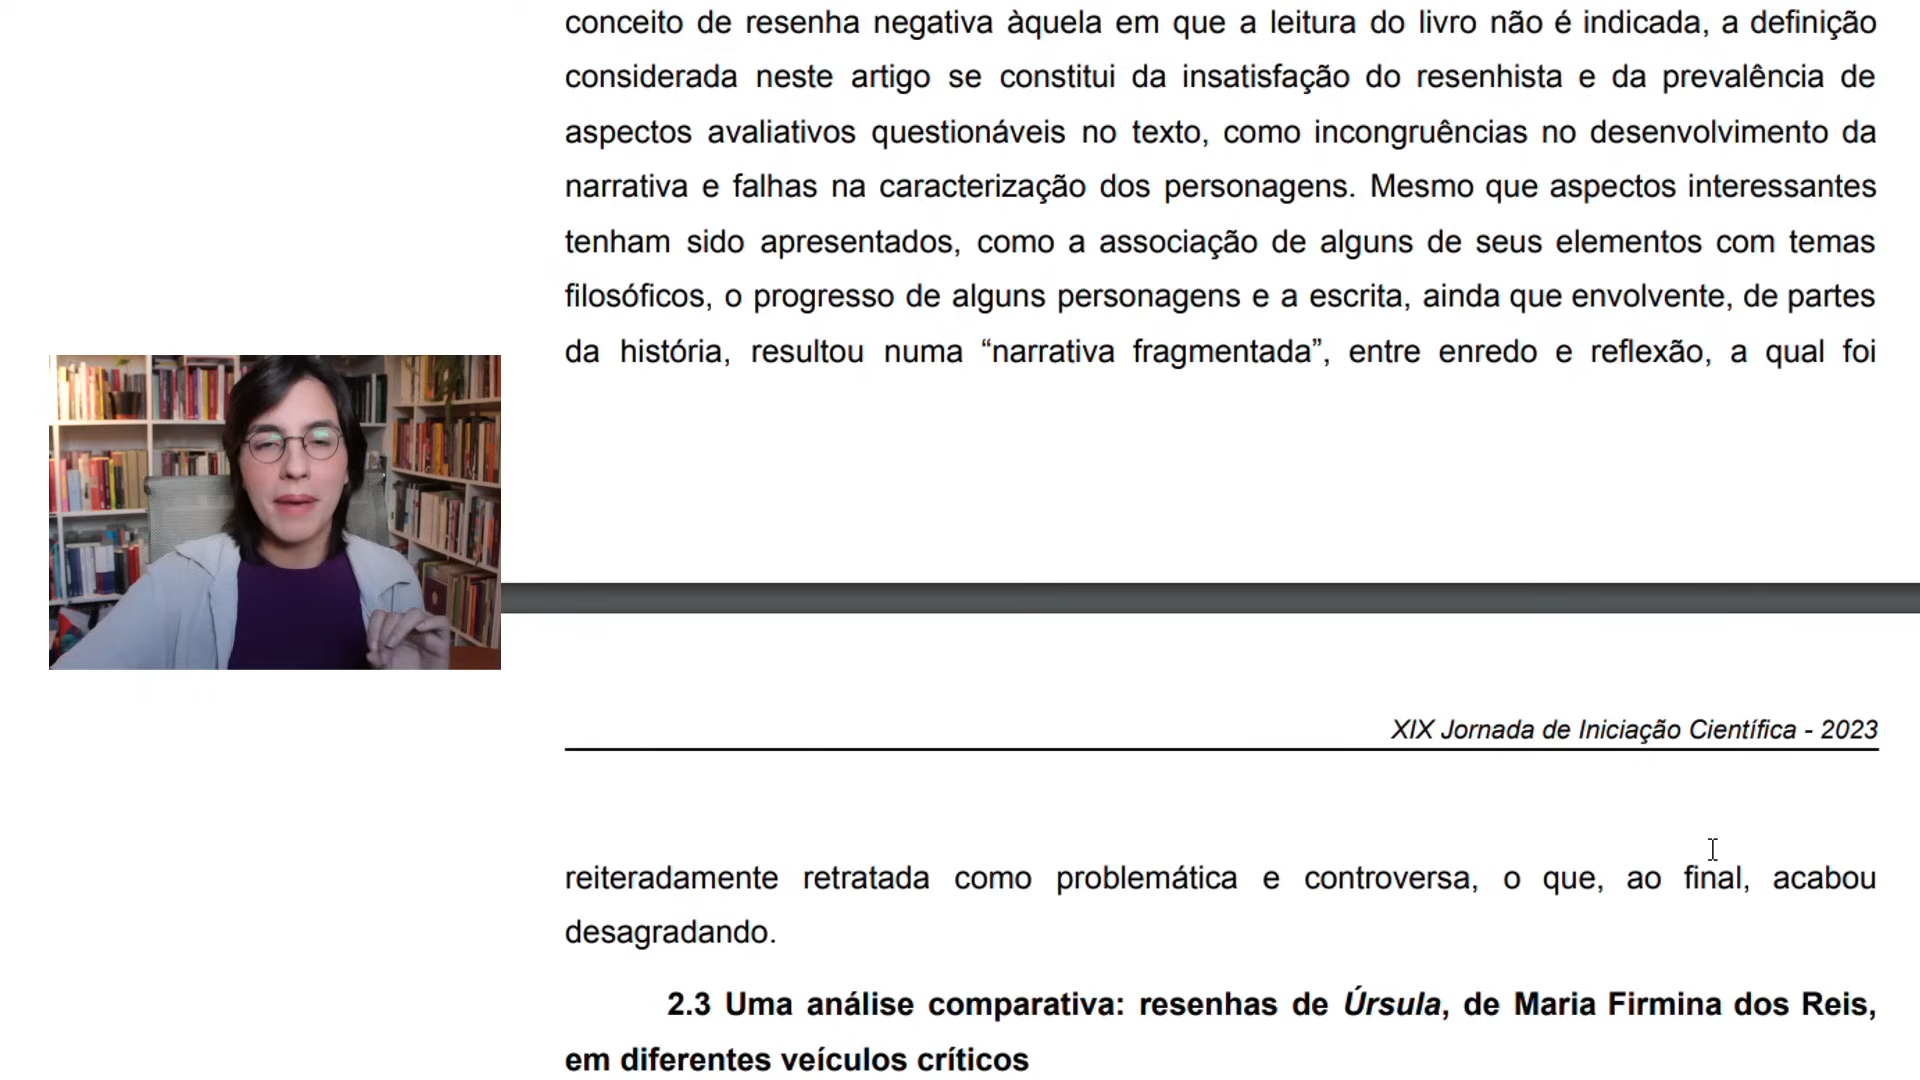 conceito de resenha negativa àquela em que a leitura do livro não é indicada, a definição
considerada neste artigo se constitui da insatisfação do resenhista e da prevalência de
aspectos avaliativos questionáveis no texto, como incongruências no desenvolvimento da
narrativa e falhas na caracterização dos personagens. Mesmo que aspectos interessantes
tenham sido apresentados, como a associação de alguns de seus elementos com temas
filosóficos, o progresso de alguns personagens e a escrita, ainda que envolvente, de partes
da história, resultou numa “narrativa fragmentada”, entre enredo e reflexão, a qual foi
XIX Jornada de Iniciação Científica - 2023
reiteradamente retratada como problemática e controversa, o que, ao final, acabou
desagradando.
2.3 Uma análise comparativa: resenhas de Úrsula, de Maria Firmina dos Reis,
em diferentes veículos críticos